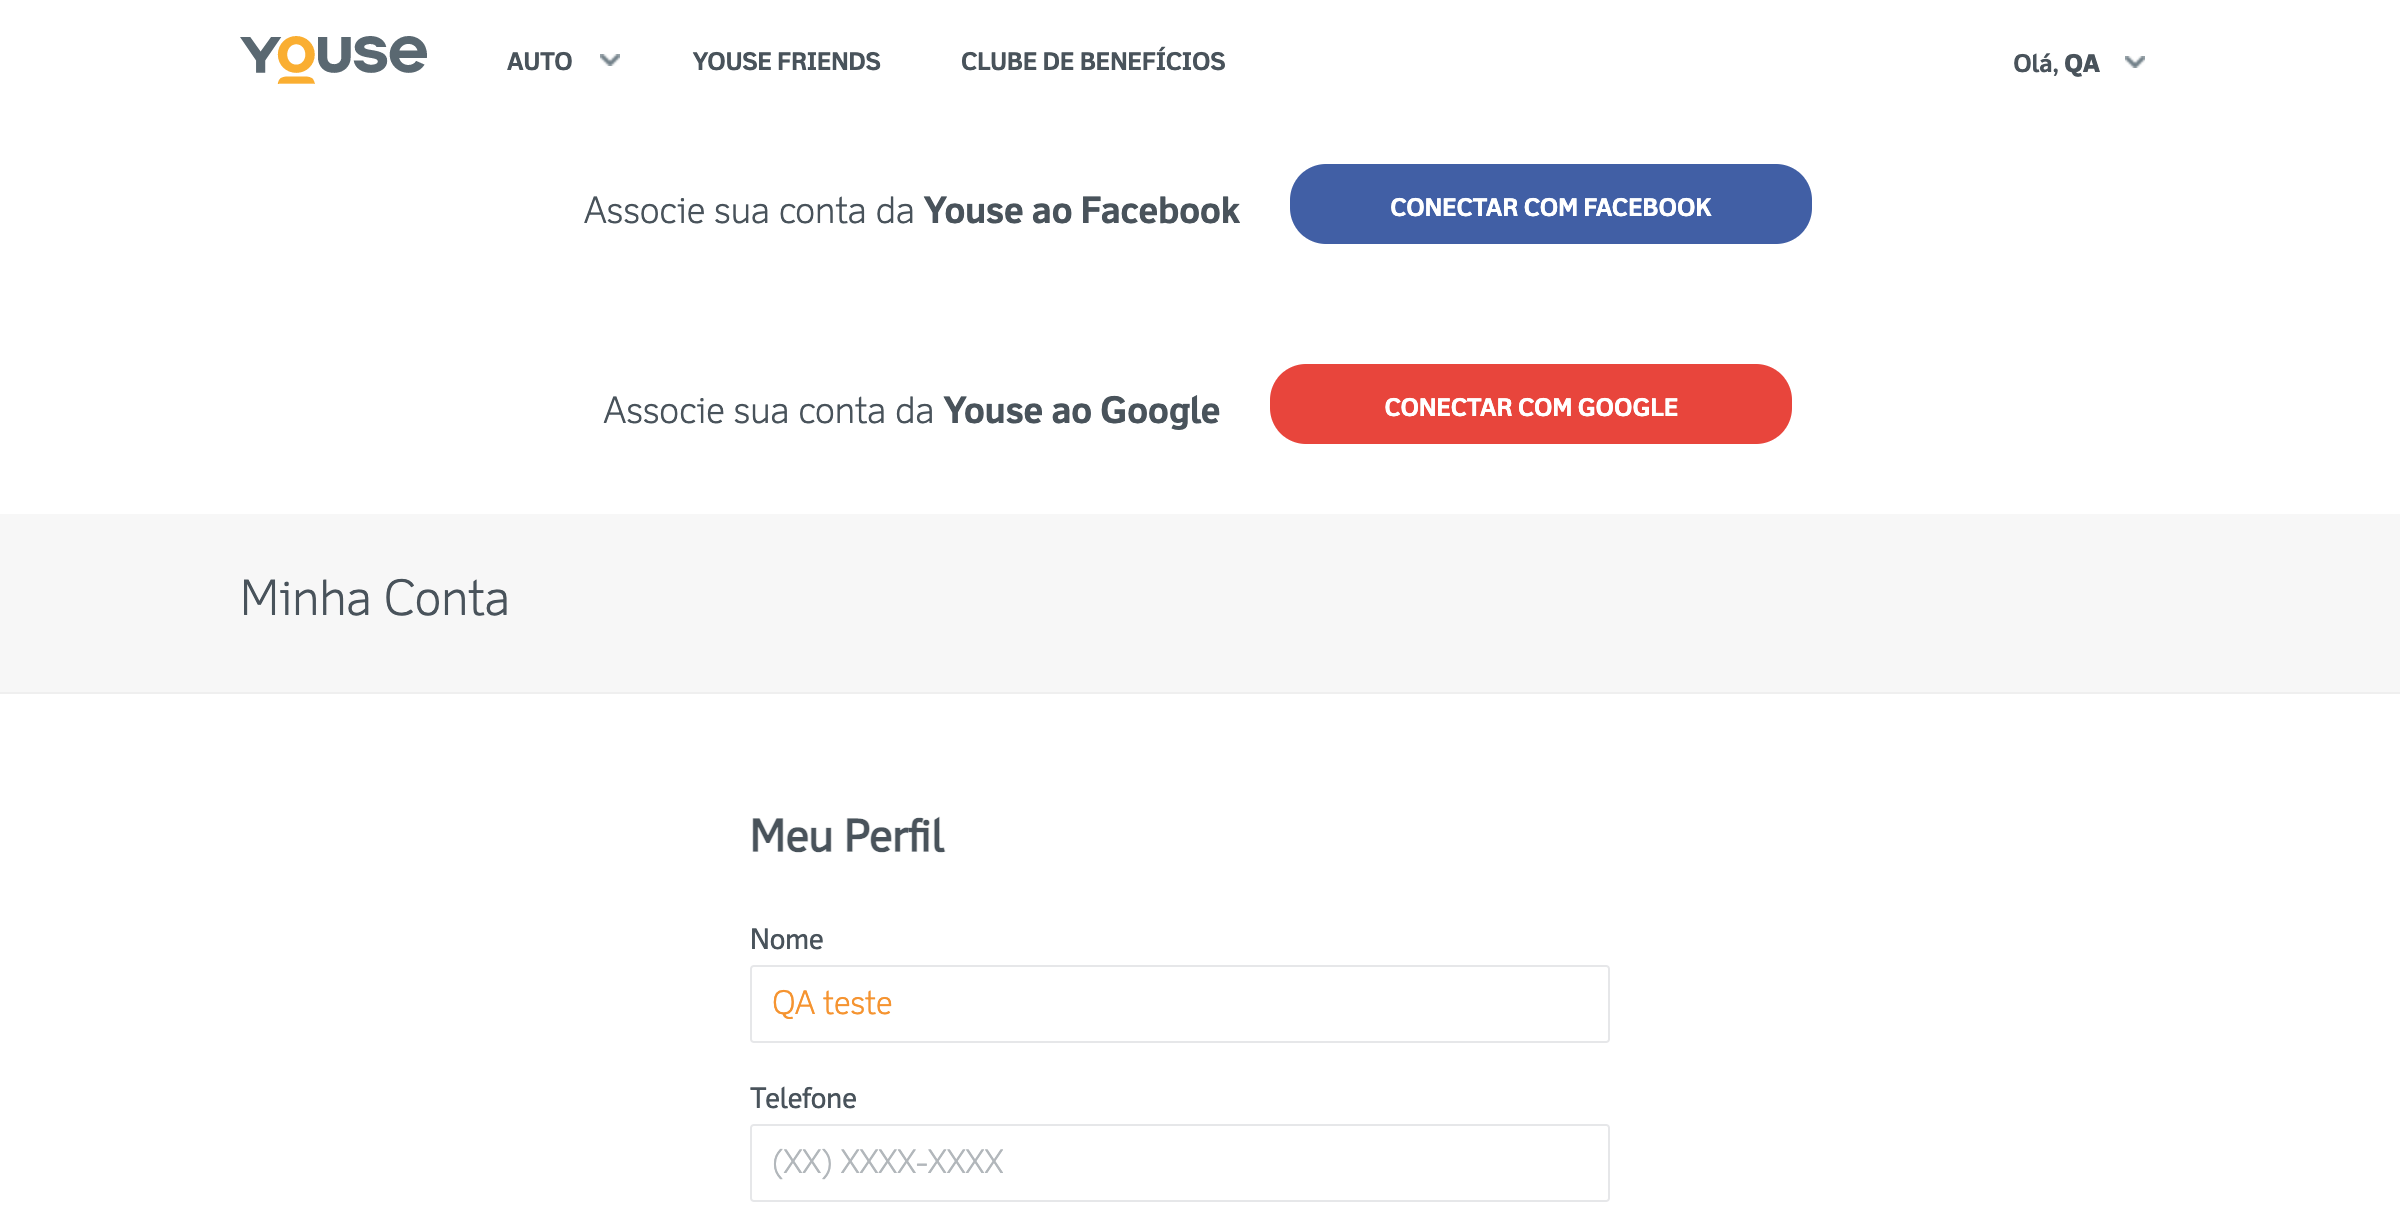 Youse
AUTO
YOUSE FRIENDS
CLUBE DE BENEFÍCIOS
Olá, QA
Associe sua conta da Youse ao Facebook
CONECTAR COM FACEBOOK
Associe sua conta da Youse ao Google
CONECTAR COM GOOGLE
Minha Conta
Meu Perfil
Nome
QA teste
Telefone
(XX) XXXX-XXXX